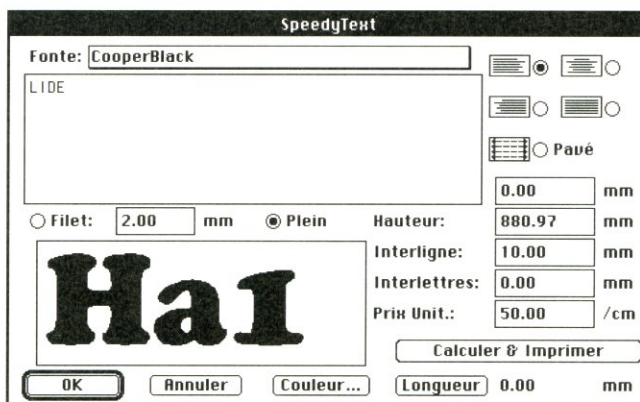 SpeedyText
Fonte: CooperBlack
LIDE
Pavé
0.00 mm
Filet: 2.00 mm Plein Hauteur: 880.97 mm
Interligne: 10.00 mm
Interlettres: 0.00 mm
Prix Unit.: 50.00 /cm
Ha1
Calculer & Imprimer
OK Annuler Couleur... Longueur 0.00 mm